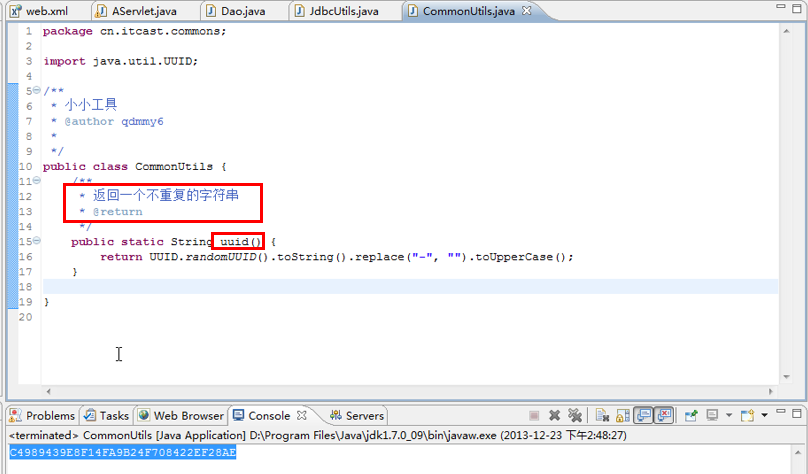 web.xml AServlet.java Dao.java JdbcUtils.java CommonUtils.java
1 package cn.itcast.commons;
2
3 import java.util.UUID;
4
5 /**
6 * 小小工具
7 * @author qdmmy6
8 *
9 */
10 public class CommonUtils {
11 /**
12 * 返回一个不重复的字符串
13 * @return
14 */
15 public static String uuid() {
16 return UUID.randomUUID().toString().replace("-", "").toUpperCase();
17 }
18
19 }
20
Problems Tasks Web Browser Console Servers
<terminated> CommonUtils [Java Application] D:\Program Files\Java\jdk1.7.0_09\bin\javaw.exe (2013-12-23 下午2:48:27)
C4989439E8F14FA9B24F708422EF28AE